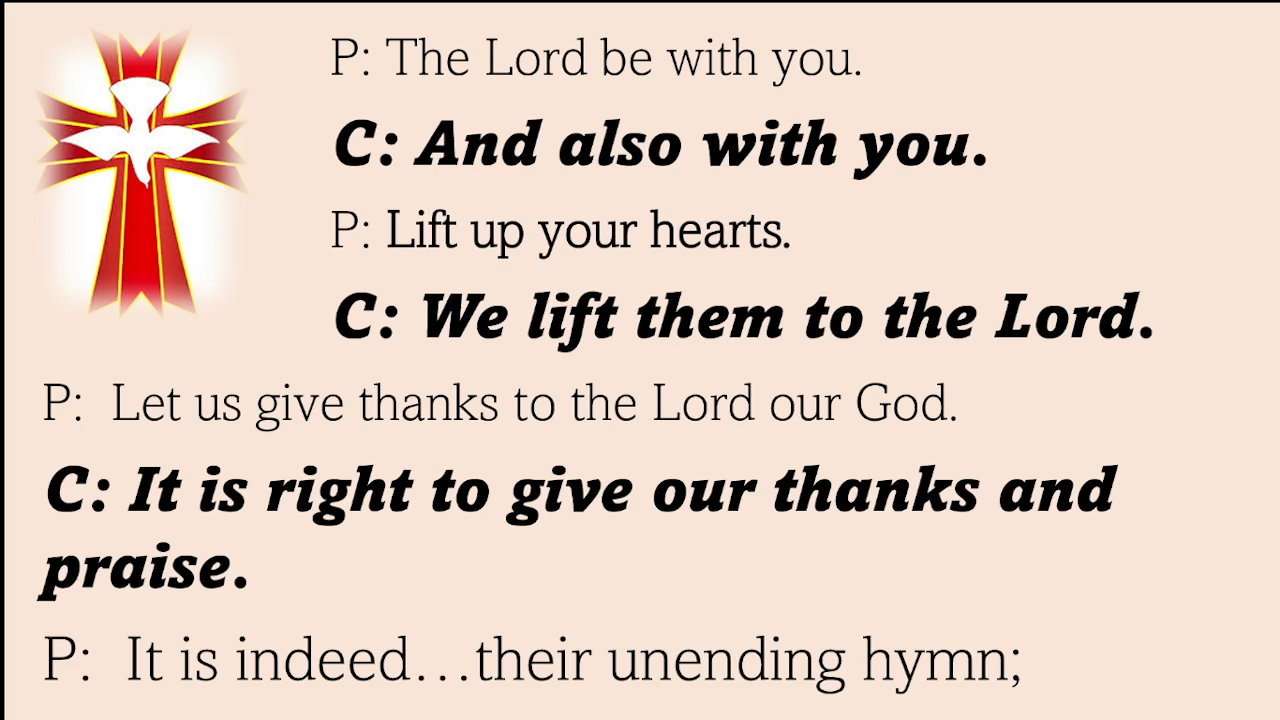 P: The Lord be with you.
C: And also with you.
P: Lift up your hearts.
C: We lift them to the Lord.
P: Let us give thanks to the Lord our God.
C: It is right to give our thanks and
praise.
P: It is indeed…their unending hymn;